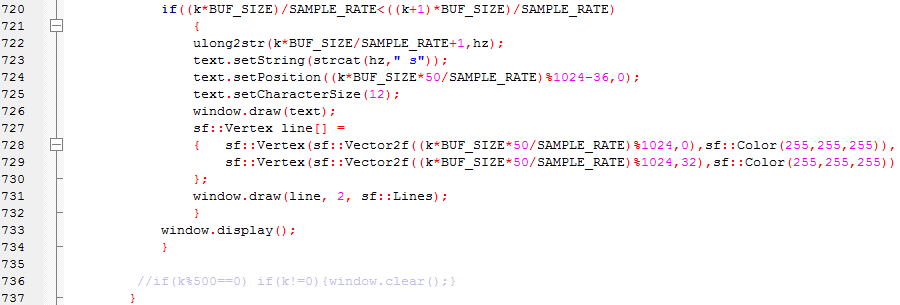 720 if((k*BUF_SIZE)/SAMPLE_RATE<((k+1)*BUF_SIZE)/SAMPLE_RATE)
721 {
722 ulong2str(k*BUF_SIZE/SAMPLE_RATE+1,hz);
723 text.setString(strcat(hz," s"));
724 text.setPosition((k*BUF_SIZE*50/SAMPLE_RATE)%1024-36,0);
725 text.setCharacterSize(12);
726 window.draw(text);
727 sf::Vertex line[] =
728 { sf::Vertex(sf::Vector2f((k*BUF_SIZE*50/SAMPLE_RATE)%1024,0),sf::Color(255,255,255)),
729 sf::Vertex(sf::Vector2f((k*BUF_SIZE*50/SAMPLE_RATE)%1024,32),sf::Color(255,255,255))
730 };
731 window.draw(line, 2, sf::Lines);
732 }
733 window.display();
734 }
735
736 //if(k%500==0) if(k!=0){window.clear();}
737 }